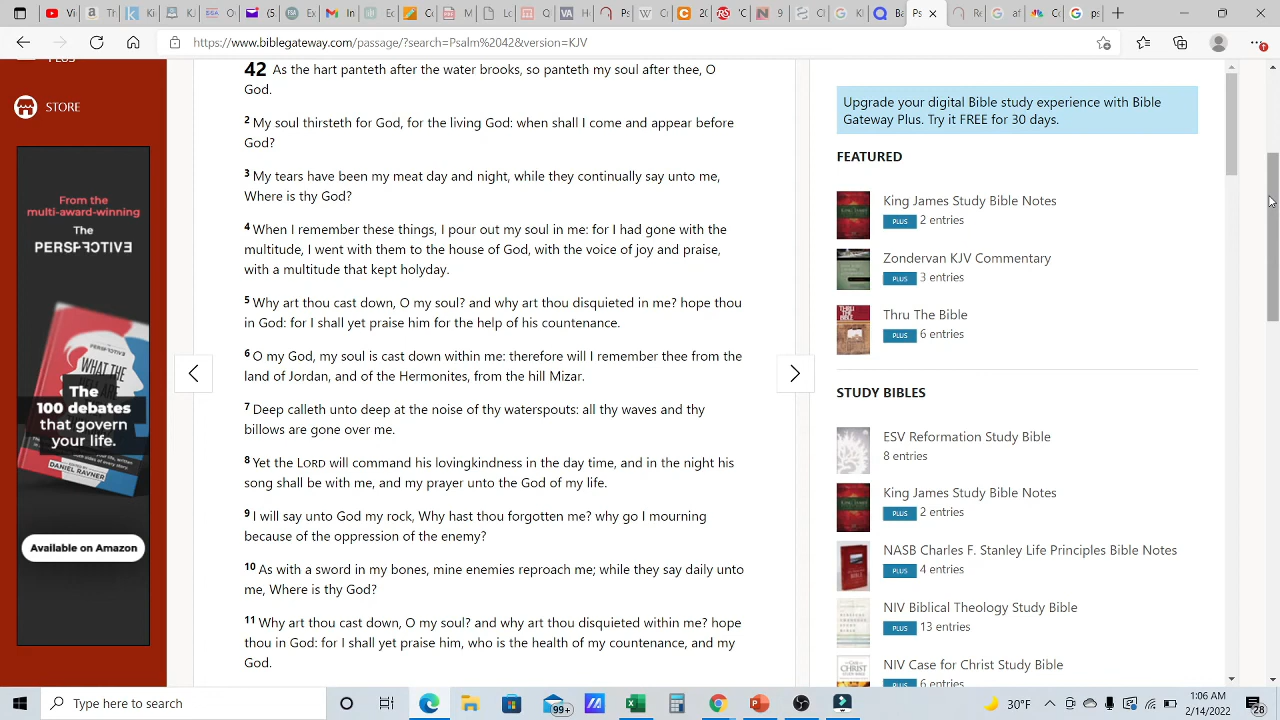 https://www.biblegateway.com/passage/?search=Psalm%2042&version=KJV
PLUS
STORE
From the
multi-award-winning
The
PERSPECTIVE
WHAT THE
The
100 debates
that govern
your life.
DANIEL RAVNER
Available on Amazon
42 As the hart panteth after the water brooks, so panteth my soul after thee, O
God.
2 My soul thirsteth for God, for the living God: when shall I come and appear before
God?
3 My tears have been my meat day and night, while they continually say unto me,
Where is thy God?
4 When I remember these things, I pour out my soul in me: for I had gone with the
multitude, I went with them to the house of God, with the voice of joy and praise,
with a multitude that kept holyday.
5 Why art thou cast down, O my soul? and why art thou disquieted in me? hope thou
in God: for I shall yet praise him for the help of his countenance.
6 O my God, my soul is cast down within me: therefore will I remember thee from the
land of Jordan, and of the Hermonites, from the hill Mizar.
7 Deep calleth unto deep at the noise of thy waterspouts: all thy waves and thy
billows are gone over me.
8 Yet the LORD will command his lovingkindness in the day time, and in the night his
song shall be with me, and my prayer unto the God of my life.
9 I will say unto God my rock, Why hast thou forgotten me? why go I mourning
because of the oppression of the enemy?
10 As with a sword in my bones, mine enemies reproach me; while they say daily unto
me, Where is thy God?
11 Why art thou cast down, O my soul? and why art thou disquieted within me? hope
thou in God: for I shall yet praise him, who is the health of my countenance, and my
God.
Upgrade your digital Bible study experience with Bible
Gateway Plus. Try it FREE for 30 days.
FEATURED
King James Study Bible Notes
PLUS 2 entries
Zondervan KJV Commentary
PLUS 3 entries
Thru The Bible
PLUS 6 entries
STUDY BIBLES
ESV Reformation Study Bible
8 entries
King James Study Bible Notes
PLUS 2 entries
NASB Charles F. Stanley Life Principles Bible Notes
PLUS 4 entries
NIV Biblical Theology Study Bible
PLUS 13 entries
NIV Case for Christ Study Bible
Type here to search
99+
30°F
1:06 AM